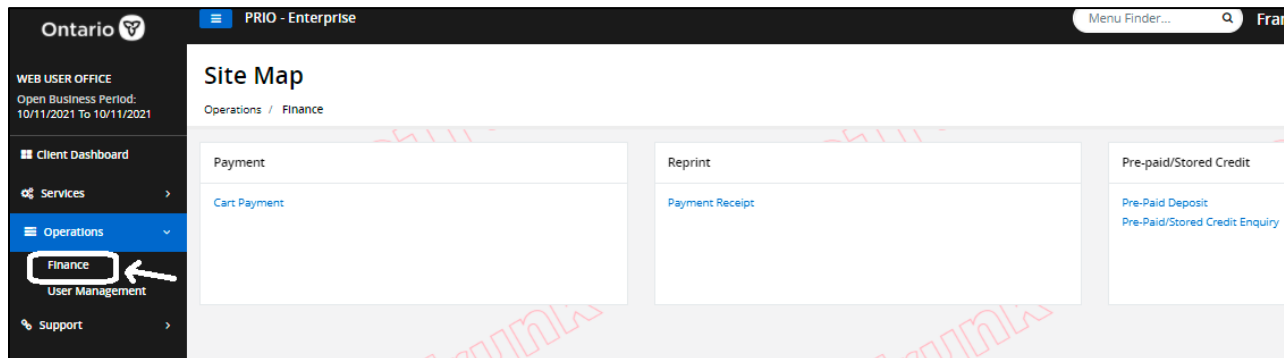 Ontario
PRIO - Enterprise
Menu Finder...
WEB USER OFFICE
Open Business Period:
10/11/2021 To 10/11/2021
Site Map
Operations / Finance
Client Dashboard
Services
Operations
Finance
User Management
Support
Payment
Cart Payment
Reprint
Payment Receipt
Pre-paid/Stored Credit
Pre-Paid Deposit
Pre-Paid/Stored Credit Enquiry